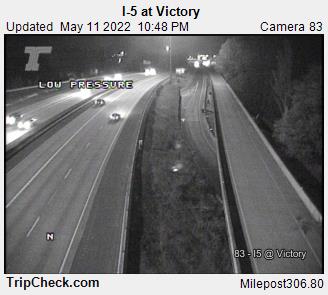 I-5 at Victory
Updated May 11 2022 10:48 PM Camera 83
T
LOW PRESSURE
N
83 - I5 @ Victory
TripCheck.com Milepost306.80